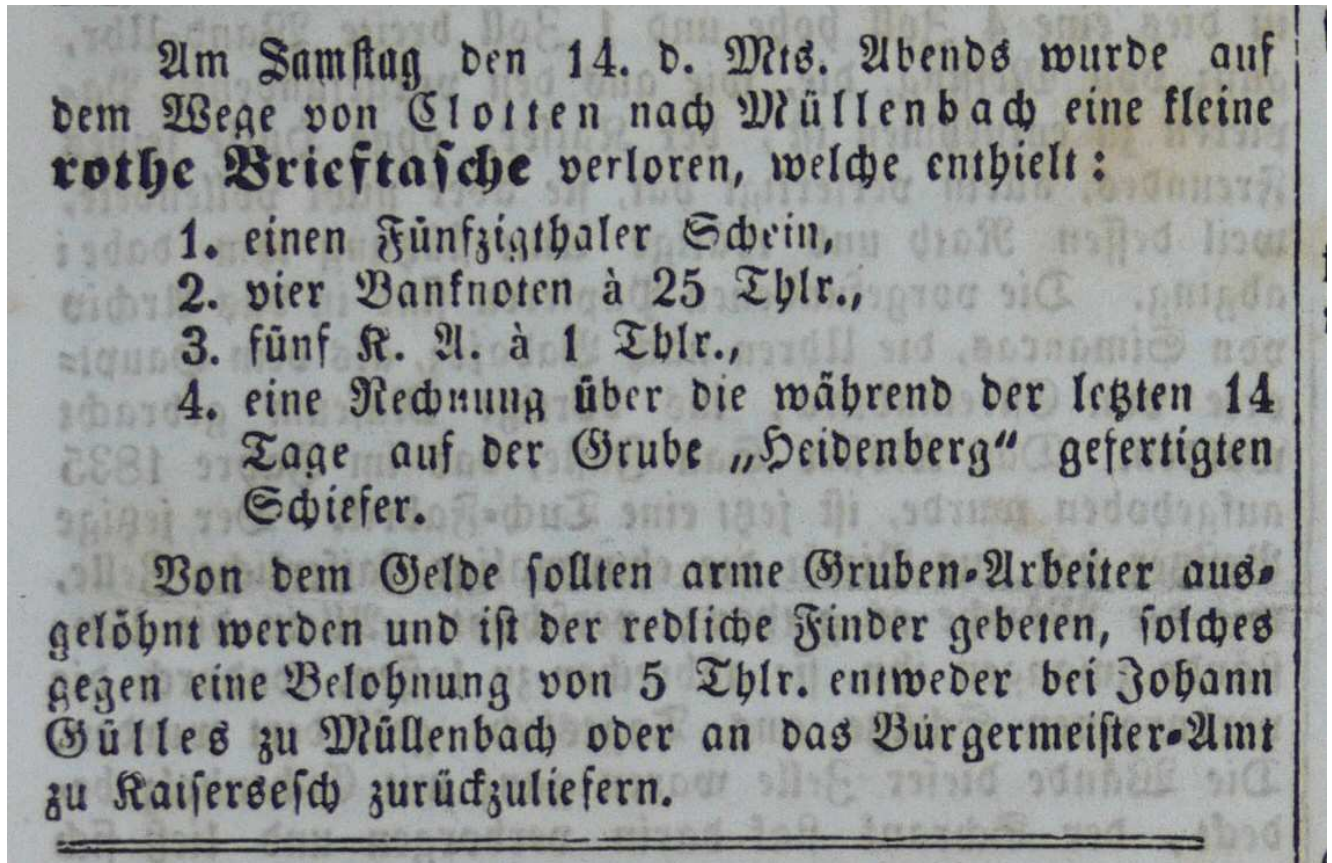 Am Samstag den 14. d. Mts. Abends wurde auf
dem Wege von Clotten nach Müllenbach eine kleine
rothe Brieftasche verloren, welche enthielt:
1. einen Fünfzigthaler Schein,
2. vier Banknoten à 25 Thlr.,
3. fünf K. A. à 1 Thlr.,
4. eine Rechnung über die während der letzten 14
Tage auf der Grube „Heidenberg“ gefertigten
Schiefer.
Von dem Gelde sollten arme Gruben-Arbeiter aus-
gelöhnt werden und ist der redliche Finder gebeten, solches
gegen eine Belohnung von 5 Thlr. entweder bei Johann
Gülles zu Müllenbach oder an das Bürgermeister-Amt
zu Kaisersesch zurückzuliefern.